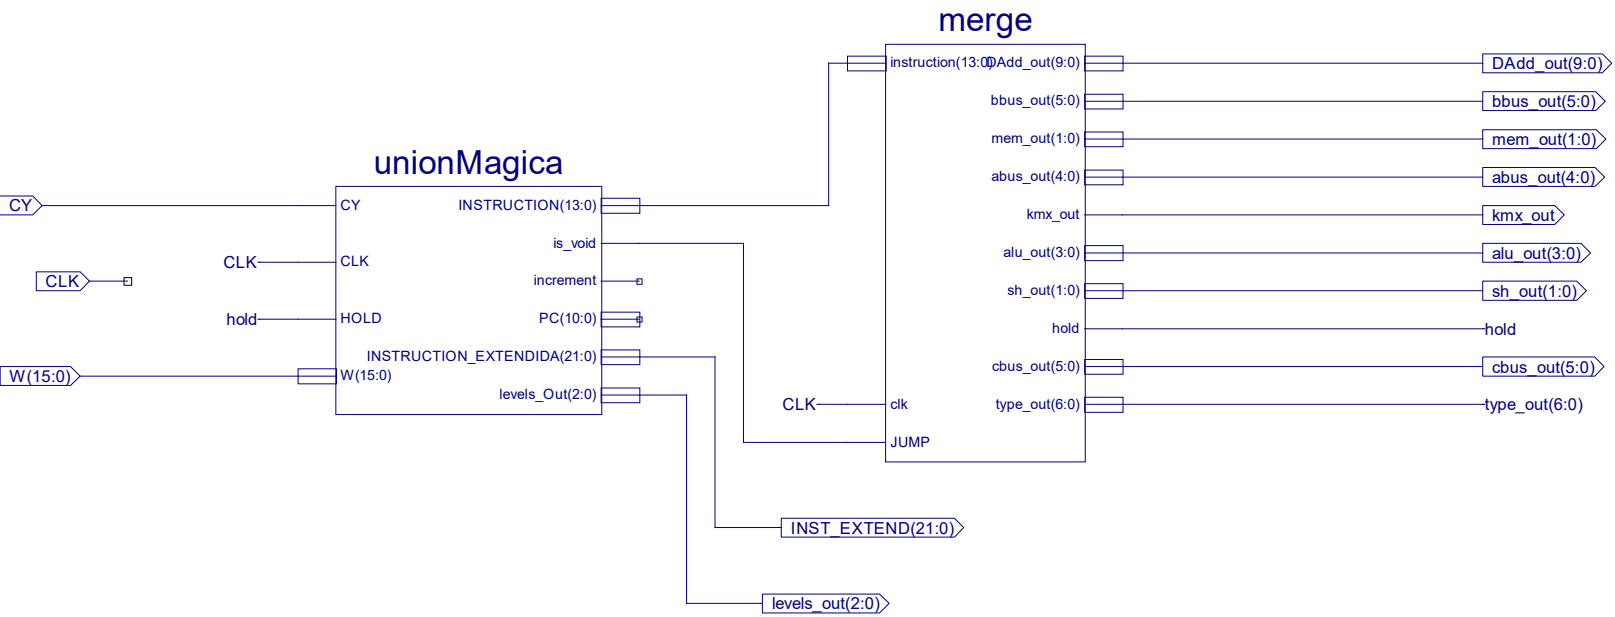 merge
unionMagica
CY
CLK
W(15:0)
CLK
hold
CY
CLK
HOLD
W(15:0)
INSTRUCTION(13:0)
is_void
increment
PC(10:0)
INSTRUCTION_EXTENDIDA(21:0)
levels_Out(2:0)
instruction(13:0)
CLK
clk
JUMP
DAdd_out(9:0)
bbus_out(5:0)
mem_out(1:0)
abus_out(4:0)
kmx_out
alu_out(3:0)
sh_out(1:0)
hold
cbus_out(5:0)
type_out(6:0)
DAdd_out(9:0)
bbus_out(5:0)
mem_out(1:0)
abus_out(4:0)
kmx_out
alu_out(3:0)
sh_out(1:0)
hold
cbus_out(5:0)
type_out(6:0)
INST_EXTEND(21:0)
levels_out(2:0)